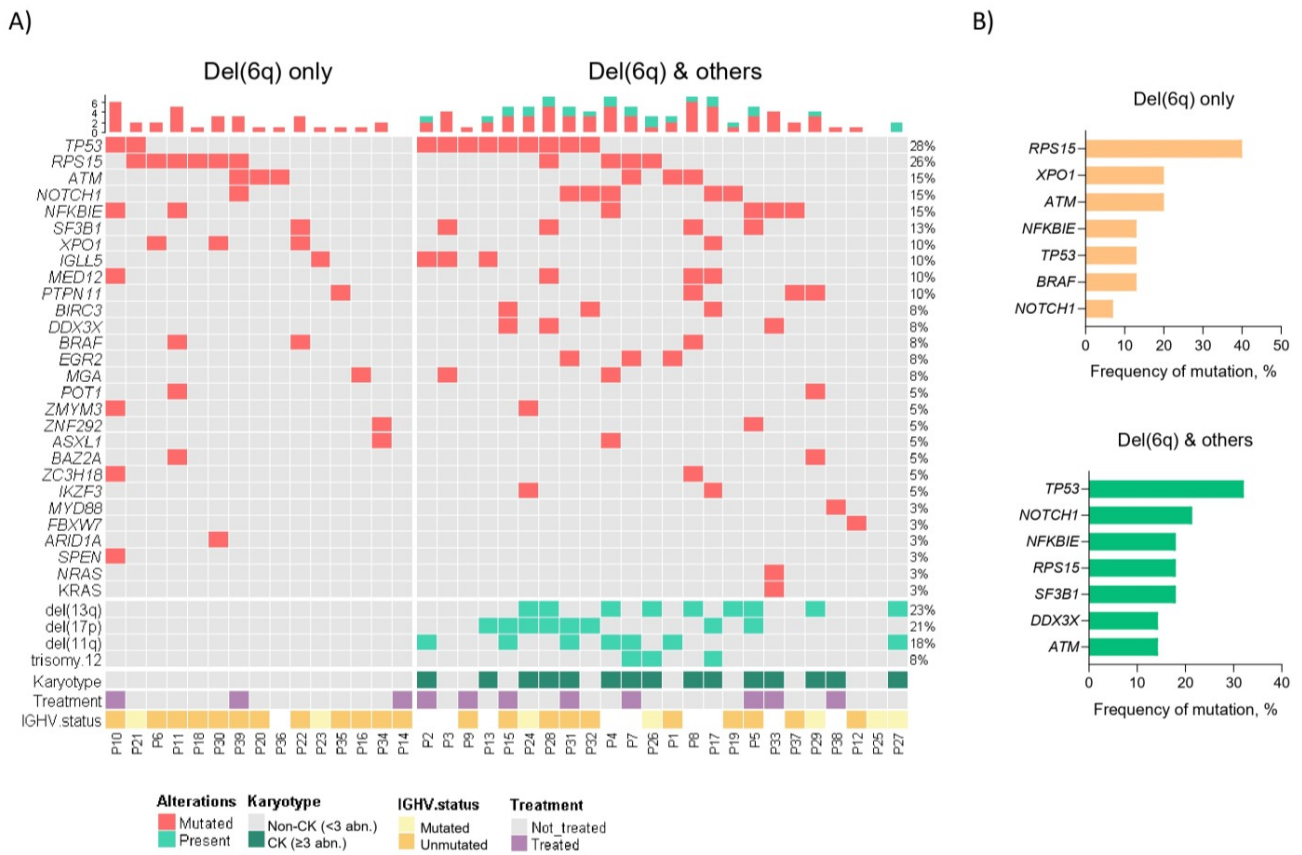 A)
Del(6q) only
Del(6q) & others
6
4
2
0
TP53 28%
RPS15 26%
ATM 15%
NOTCH1 15%
NFKBIE 15%
SF3B1 13%
XPO1 10%
IGLL5 10%
MED12 10%
PTPN11 10%
BIRC3 8%
DDX3X 8%
BRAF 8%
EGR2 8%
MGA 8%
POT1 5%
ZMYM3 5%
ZNF292 5%
ASXL1 5%
BAZ2A 5%
ZC3H18 5%
IKZF3 5%
MYD88 3%
FBXW7 3%
ARID1A 3%
SPEN 3%
NRAS 3%
KRAS 3%
del(13q) 23%
del(17p) 21%
del(11q) 18%
trisomy.12 8%
Karyotype
Treatment
IGHV.status
P10 P21 P6 P11 P18 P30 P39 P20 P36 P22 P23 P35 P16 P34 P14 P2 P3 P9 P13 P15 P24 P28 P31 P32 P4 P7 P26 P1 P8 P17 P19 P5 P33 P37 P29 P38 P12 P25 P27
Alterations
Mutated
Present
Karyotype
Non-CK (<3 abn.)
CK (≥3 abn.)
IGHV.status
Mutated
Unmutated
Treatment
Not_treated
Treated
B)
Del(6q) only
RPS15
XPO1
ATM
NFKBIE
TP53
BRAF
NOTCH1
0 10 20 30 40 50
Frequency of mutation, %
Del(6q) & others
TP53
NOTCH1
NFKBIE
RPS15
SF3B1
DDX3X
ATM
0 10 20 30 40
Frequency of mutation, %